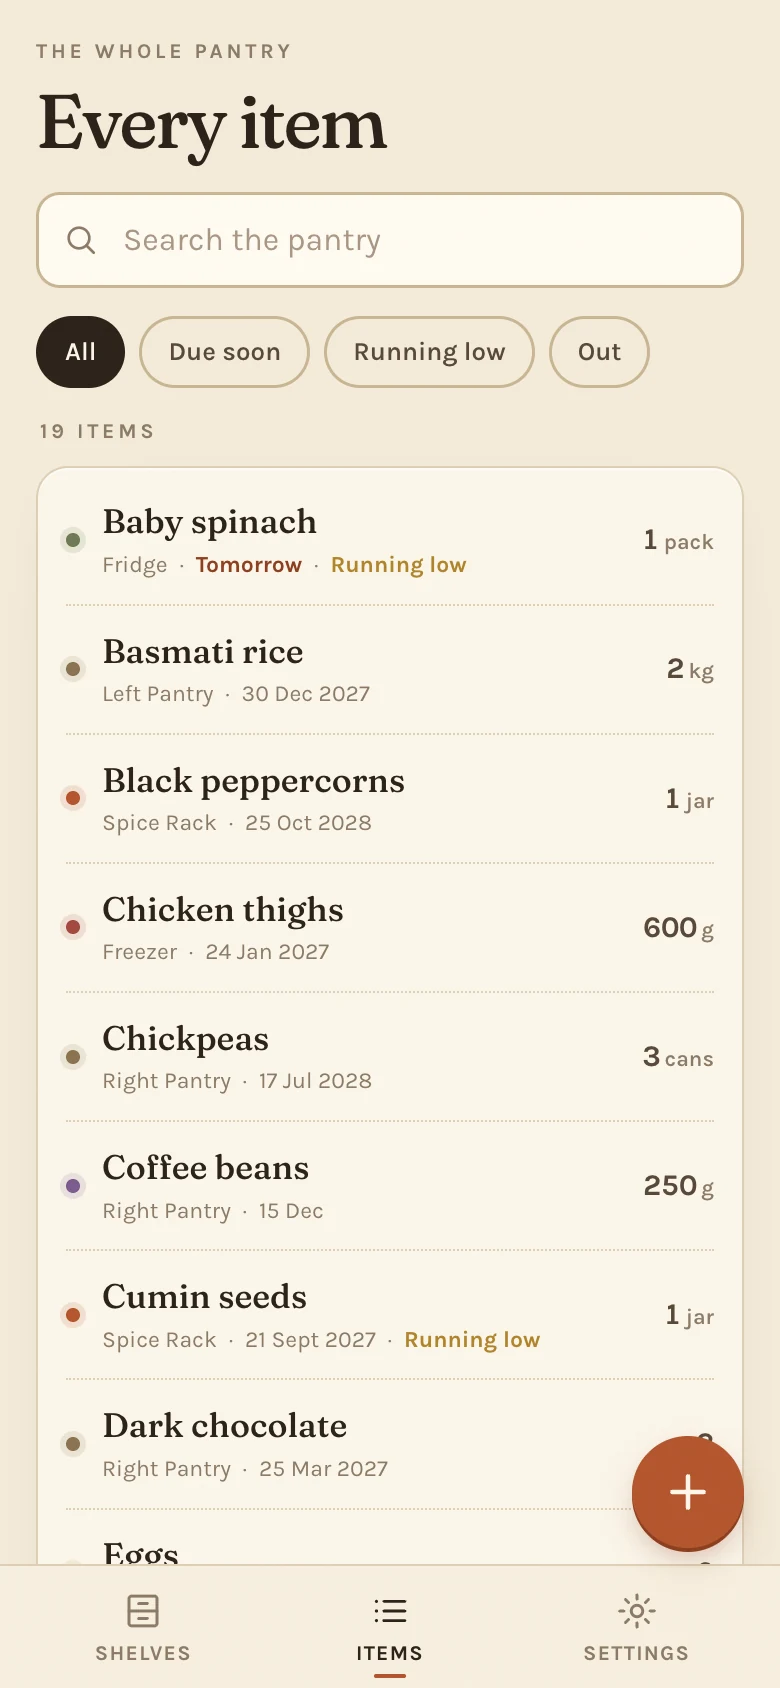 THE WHOLE PANTRY
Every item
Search the pantry
All
Due soon
Running low
Out
19 ITEMS
Baby spinach
Fridge · Tomorrow · Running low
1 pack
Basmati rice
Left Pantry · 30 Dec 2027
2 kg
Black peppercorns
Spice Rack · 25 Oct 2028
1 jar
Chicken thighs
Freezer · 24 Jan 2027
600 g
Chickpeas
Right Pantry · 17 Jul 2028
3 cans
Coffee beans
Right Pantry · 15 Dec
250 g
Cumin seeds
Spice Rack · 21 Sept 2027 · Running low
1 jar
Dark chocolate
Right Pantry · 25 Mar 2027
Eggs
SHELVES
ITEMS
SETTINGS